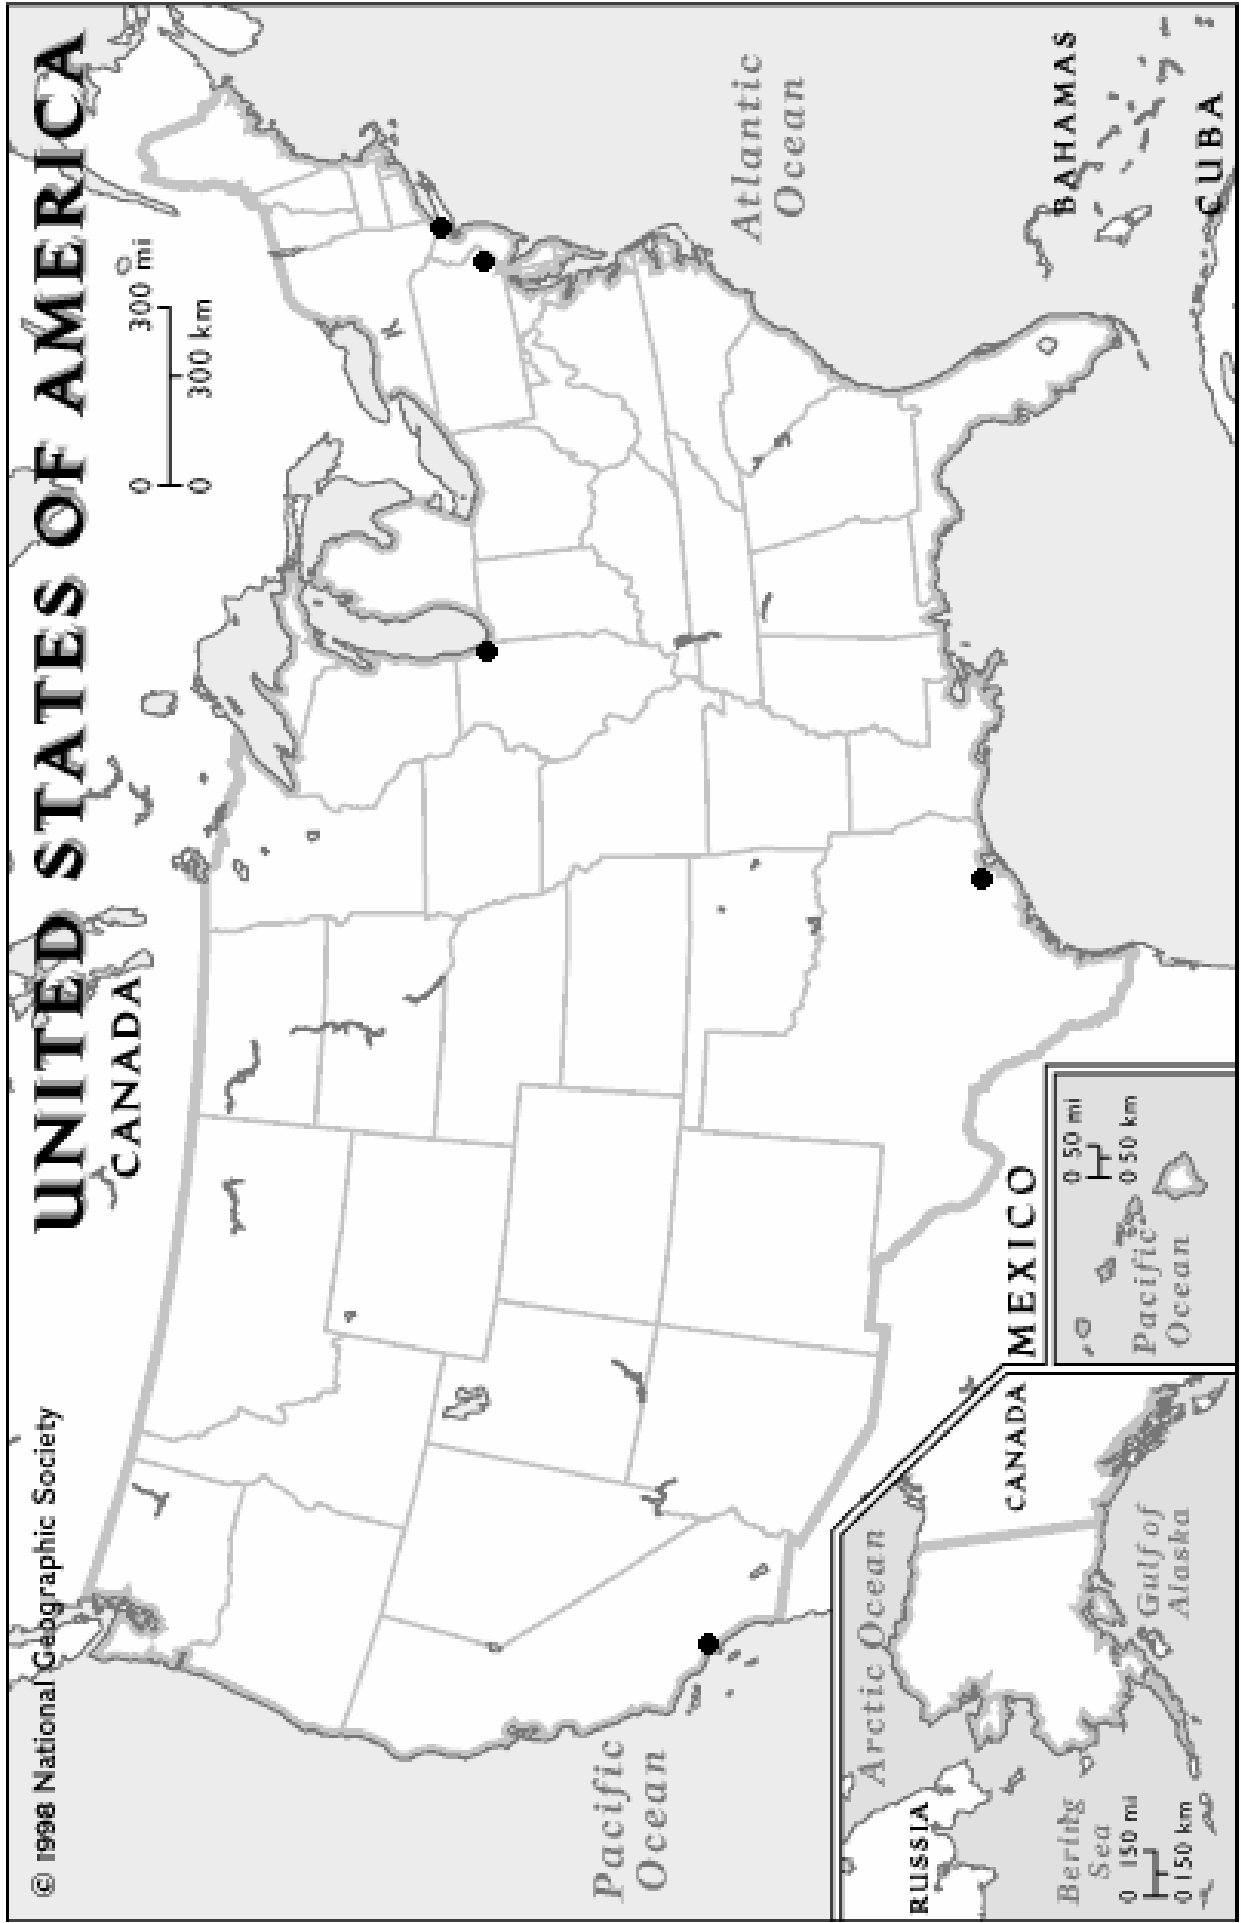 UNITED STATES OF AMERICA
© 1998 National Geographic Society
CANADA
0 300 mi
0 300 km
Atlantic
Ocean
BAHAMAS
CUBA
Pacific
Ocean
MEXICO
0 50 mi
0 50 km
Pacific
Ocean
Arctic Ocean
CANADA
RUSSIA
Gulf of
Alaska
Bering
Sea
0 150 mi
0 150 km